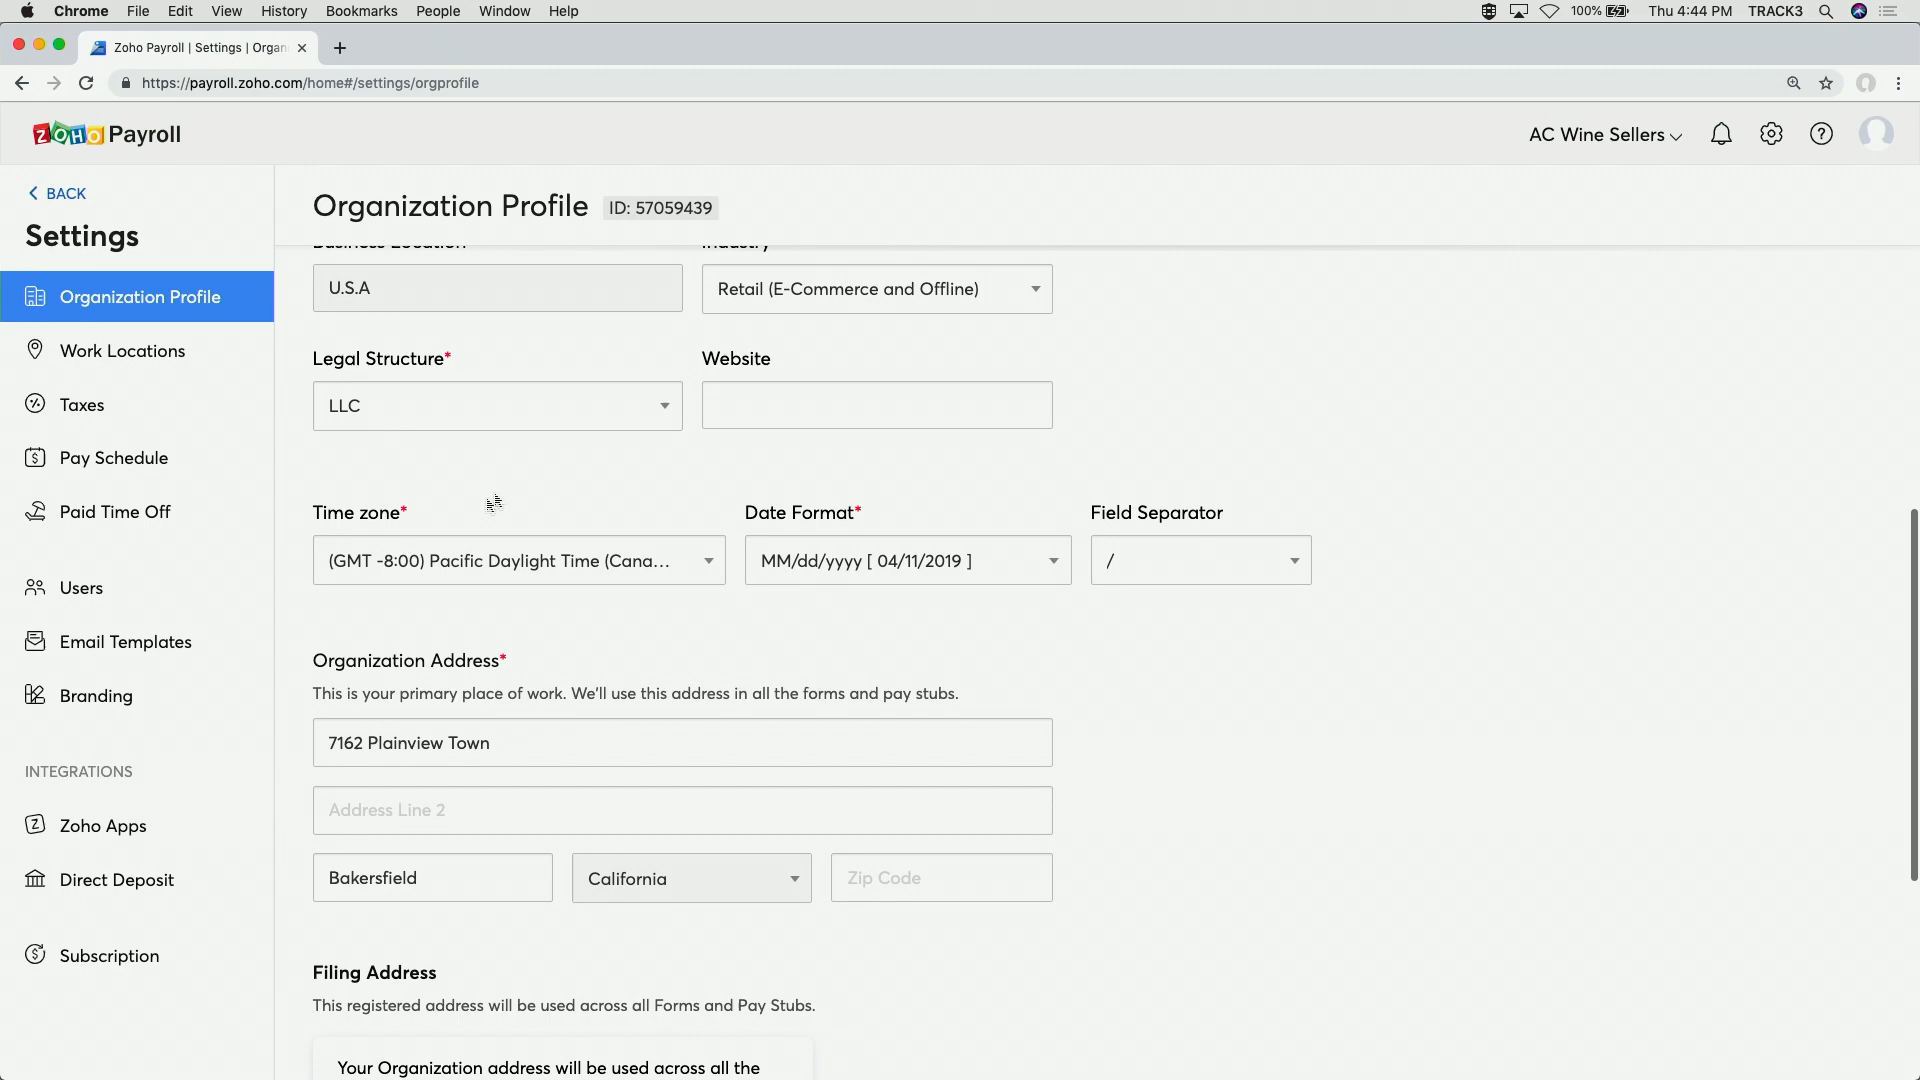 Chrome File Edit View History Bookmarks People Window Help 100% Thu 4:44 PM TRACK3
Zoho Payroll | Settings | Organ
https://payroll.zoho.com/home#/settings/orgprofile
ZOHO Payroll
AC Wine Sellers
BACK
Settings
Organization Profile
Work Locations
Taxes
Pay Schedule
Paid Time Off
Users
Email Templates
Branding
INTEGRATIONS
Zoho Apps
Direct Deposit
Subscription
Organization Profile ID: 57059439
Business Location Industry
U.S.A Retail (E-Commerce and Offline)
Legal Structure* Website
LLC
Time zone* Date Format* Field Separator
(GMT -8:00) Pacific Daylight Time (Cana... MM/dd/yyyy [ 04/11/2019 ] /
Organization Address*
This is your primary place of work. We'll use this address in all the forms and pay stubs.
7162 Plainview Town
Address Line 2
Bakersfield California Zip Code
Filing Address
This registered address will be used across all Forms and Pay Stubs.
Your Organization address will be used across all the